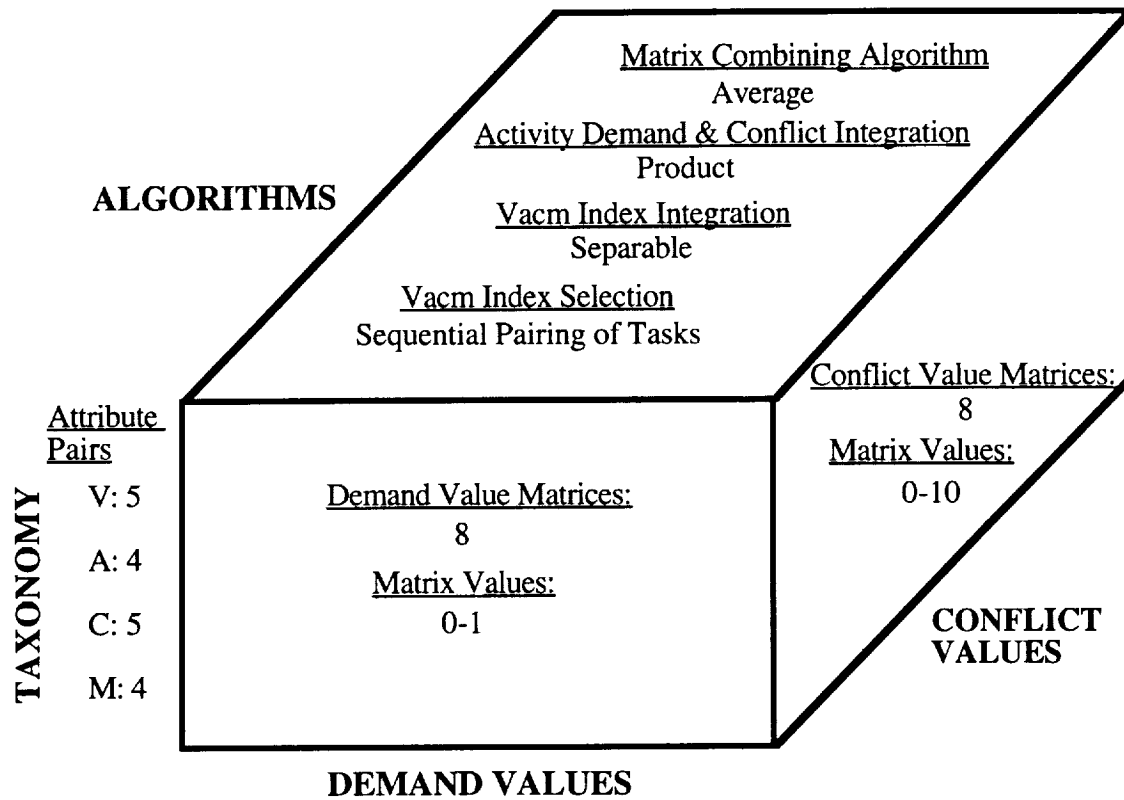 Matrix Combining Algorithm
Average
Activity Demand & Conflict Integration
Product
ALGORITHMS
Vacm Index Integration
Separable
Vacm Index Selection
Sequential Pairing of Tasks
Conflict Value Matrices:
8
Matrix Values:
0-10
Attribute
Pairs
V: 5
A: 4
C: 5
M: 4
TAXONOMY
Demand Value Matrices:
8
Matrix Values:
0-1
CONFLICT
VALUES
DEMAND VALUES